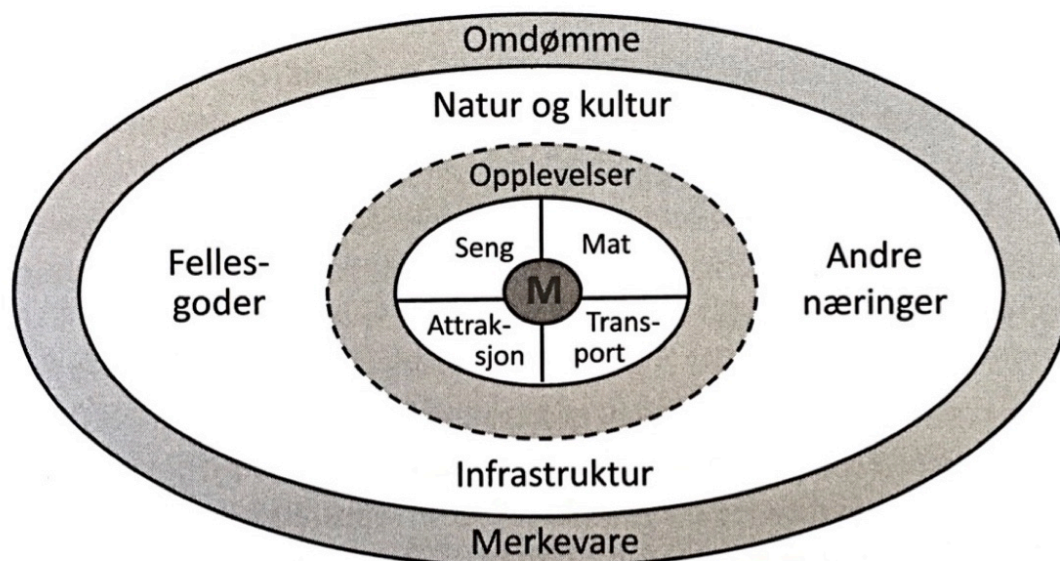 Omdømme
Natur og kultur
Opplevelser
Seng
Mat
Felles-
goder
M
Andre
næringer
Attrak-
sjon
Trans-
port
Infrastruktur
Merkevare